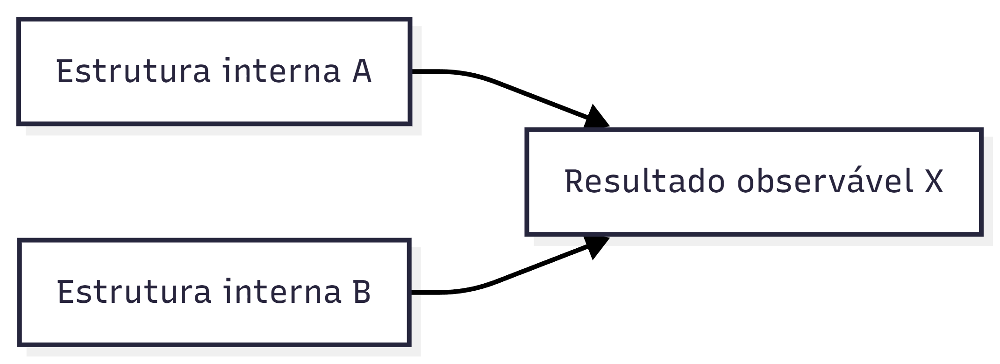 Estrutura interna A
Resultado observável X
Estrutura interna B